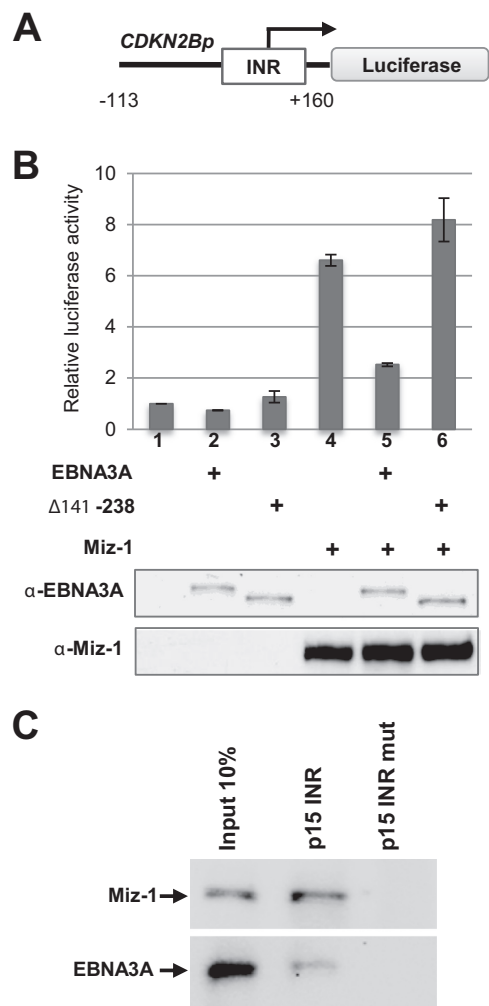 A
CDKN2Bp
INR
Luciferase
-113
+160
B
Relative luciferase activity
10
8
6
4
2
0
1 2 3 4 5 6
EBNA3A + +
Δ141 -238 + +
Miz-1 + + +
α-EBNA3A
α-Miz-1
C
Input 10%
p15 INR
p15 INR mut
Miz-1
EBNA3A